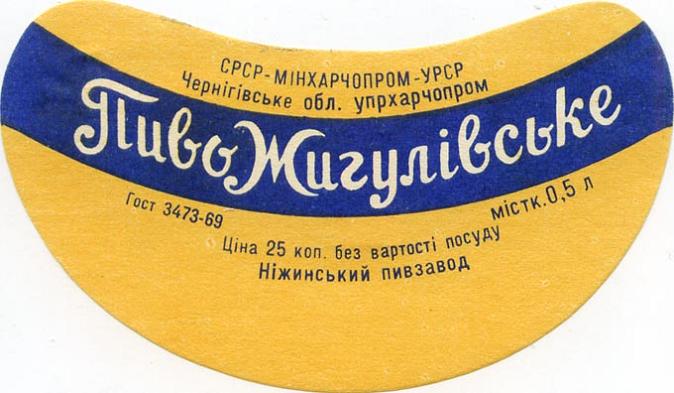 СРСР-МІНХАРЧОПРОМ-УРСР
Чернігівське обл. упрхарчопром
Пиво Жигулівське
Гост 3473-69
містк.0,5 л
Ціна 25 коп. без вартості посуду
Ніжинський пивзавод